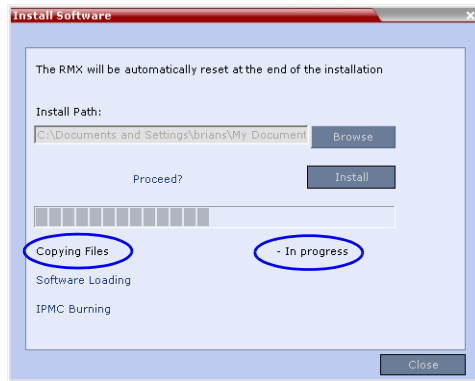 Install Software
The RMX will be automatically reset at the end of the installation
Install Path:
C:\Documents and Settings\brians\My Document
Browse
Proceed?
Install
Copying Files - In progress
Software Loading
IPMC Burning
Close